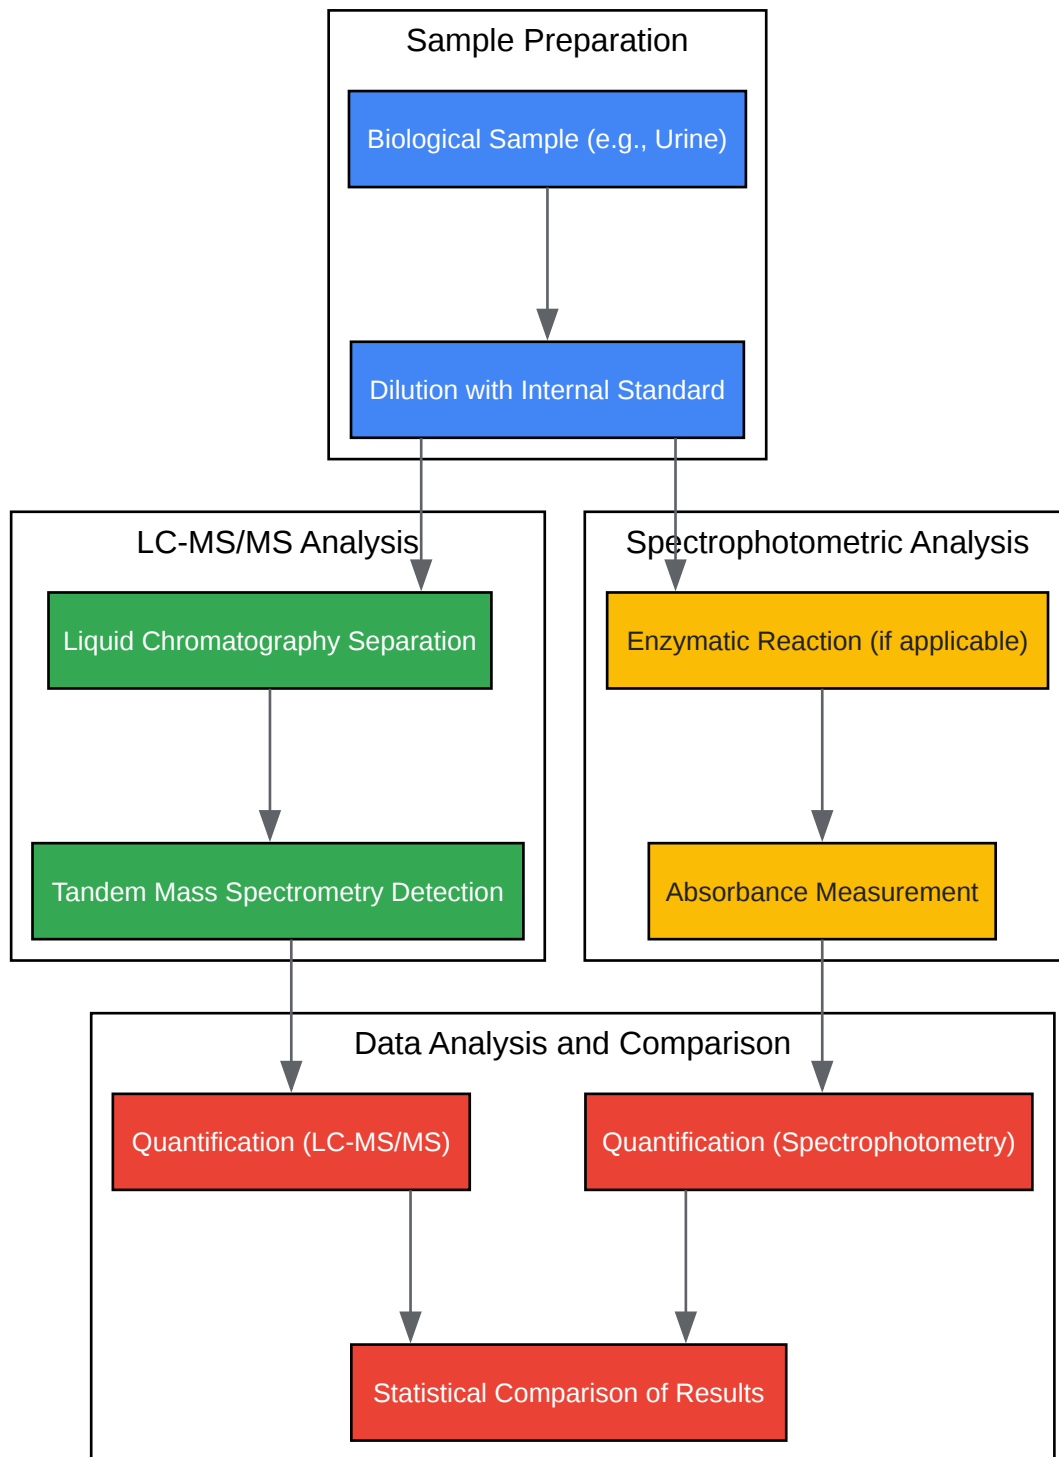 Sample Preparation
Biological Sample (e.g., Urine)
Dilution with Internal Standard
LC-MS/MS Analysis
Liquid Chromatography Separation
Tandem Mass Spectrometry Detection
Spectrophotometric Analysis
Enzymatic Reaction (if applicable)
Absorbance Measurement
Data Analysis and Comparison
Quantification (LC-MS/MS)
Quantification (Spectrophotometry)
Statistical Comparison of Results